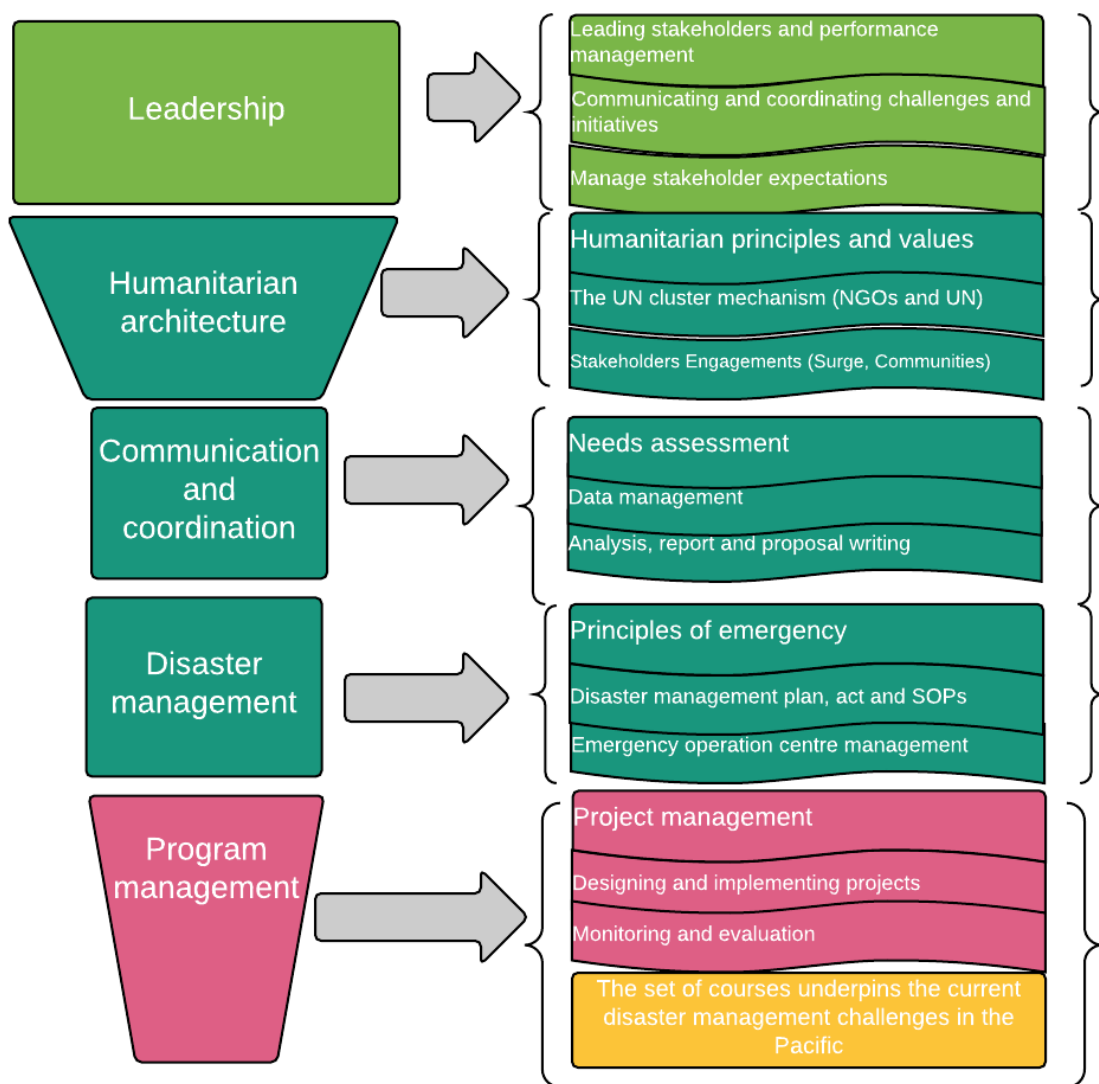 Leadership
Leading stakeholders and performance
management
Communicating and coordinating challenges and
initiatives
Manage stakeholder expectations
Humanitarian
architecture
Humanitarian principles and values
The UN cluster mechanism (NGOs and UN)
Stakeholders Engagements (Surge, Communities)
Communication
and
coordination
Needs assessment
Data management
Analysis, report and proposal writing
Disaster
management
Principles of emergency
Disaster management plan, act and SOPs
Emergency operation centre management
Program
management
Project management
Designing and implementing projects
Monitoring and evaluation
The set of courses underpins the current
disaster management challenges in the
Pacific